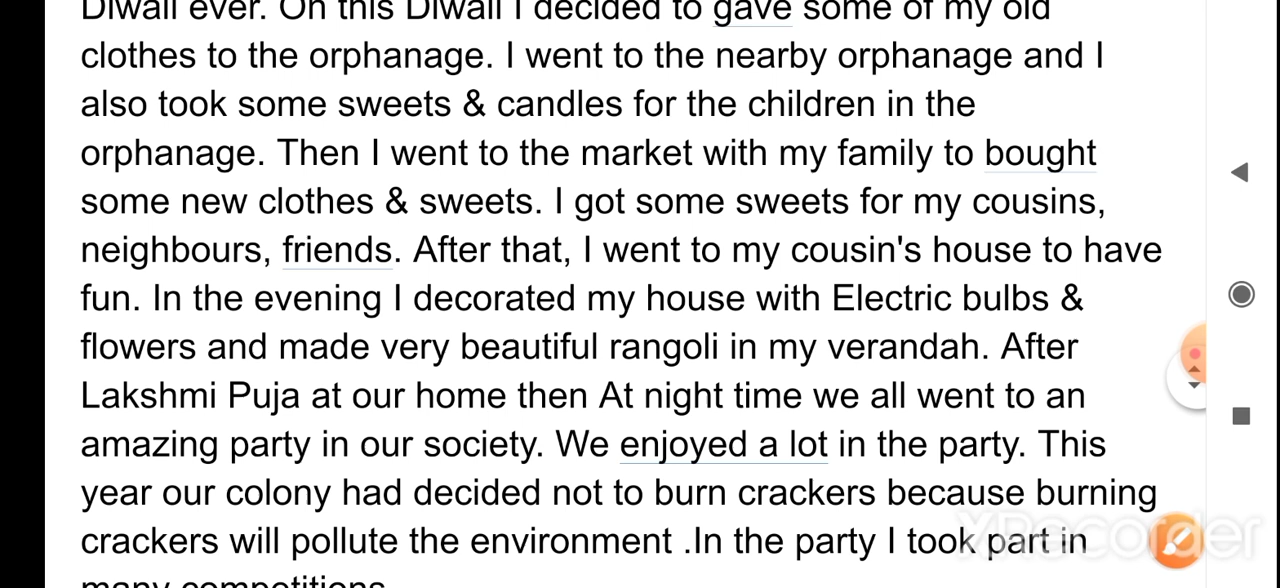 Diwali ever. On this Diwali I decided to gave some of my old
clothes to the orphanage. I went to the nearby orphanage and I
also took some sweets & candles for the children in the
orphanage. Then I went to the market with my family to bought
some new clothes & sweets. I got some sweets for my cousins,
neighbours, friends. After that, I went to my cousin's house to have
fun. In the evening I decorated my house with Electric bulbs &
flowers and made very beautiful rangoli in my verandah. After
Lakshmi Puja at our home then At night time we all went to an
amazing party in our society. We enjoyed a lot in the party. This
year our colony had decided not to burn crackers because burning
crackers will pollute the environment .In the party I took part in
many competitions
XRecorder